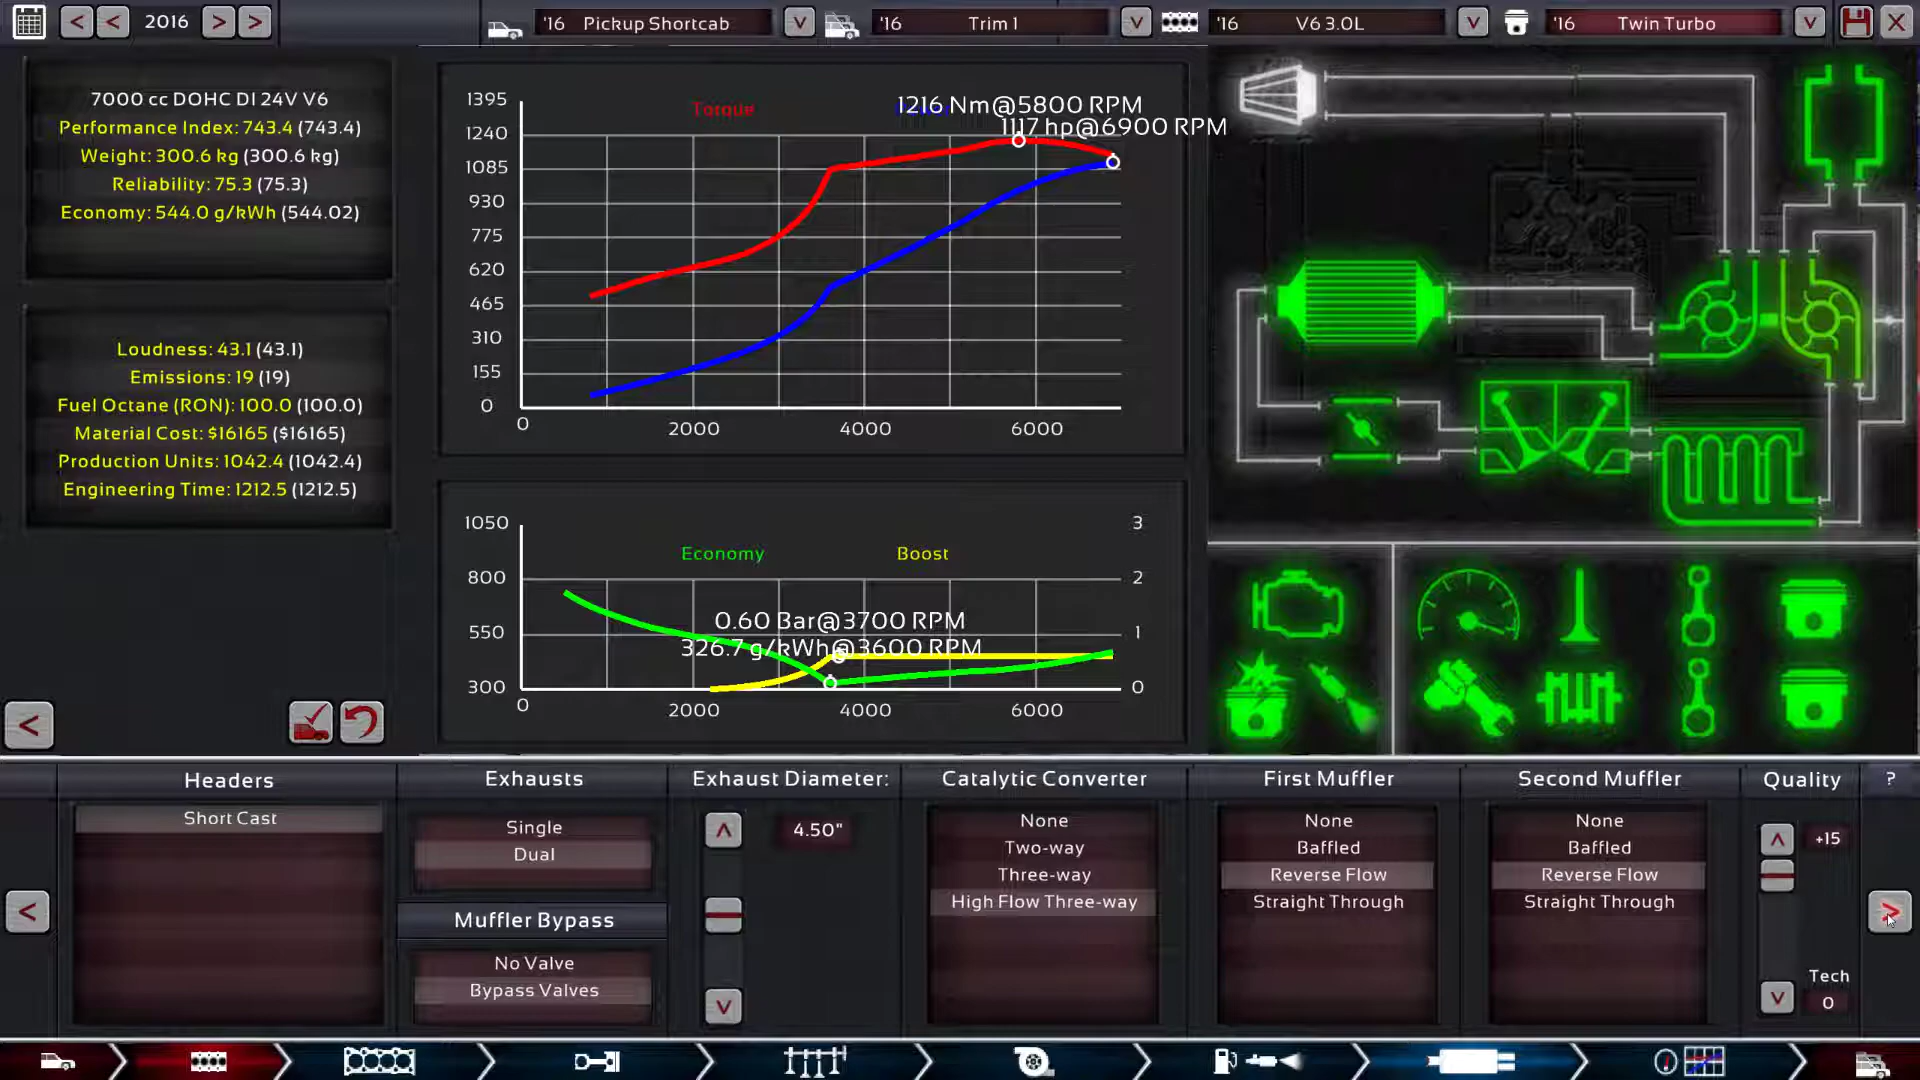 2016
'16 Pickup Shortcab
'16 Trim 1
'16 V6 3.0L
'16 Twin Turbo
7000 cc DOHC DI 24V V6
Performance Index: 743.4 (743.4)
Weight: 300.6 kg (300.6 kg)
Reliability: 75.3 (75.3)
Economy: 544.0 g/kWh (544.02)
Loudness: 43.1 (43.1)
Emissions: 19 (19)
Fuel Octane (RON): 100.0 (100.0)
Material Cost: $16165 ($16165)
Production Units: 1042.4 (1042.4)
Engineering Time: 1212.5 (1212.5)
Torque
1216 Nm@5800 RPM
1117 hp@6900 RPM
1395
1240
1085
930
775
620
465
310
155
0
0 2000 4000 6000
Economy
Boost
0.60 Bar@3700 RPM
326.7 g/kWh@3600 RPM
1050
800
550
300
3
2
1
0
0 2000 4000 6000
Headers
Short Cast
Exhausts
Single
Dual
Muffler Bypass
No Valve
Bypass Valves
Exhaust Diameter:
4.50"
Catalytic Converter
None
Two-way
Three-way
High Flow Three-way
First Muffler
None
Baffled
Reverse Flow
Straight Through
Second Muffler
None
Baffled
Reverse Flow
Straight Through
Quality
+15
Tech
0
?